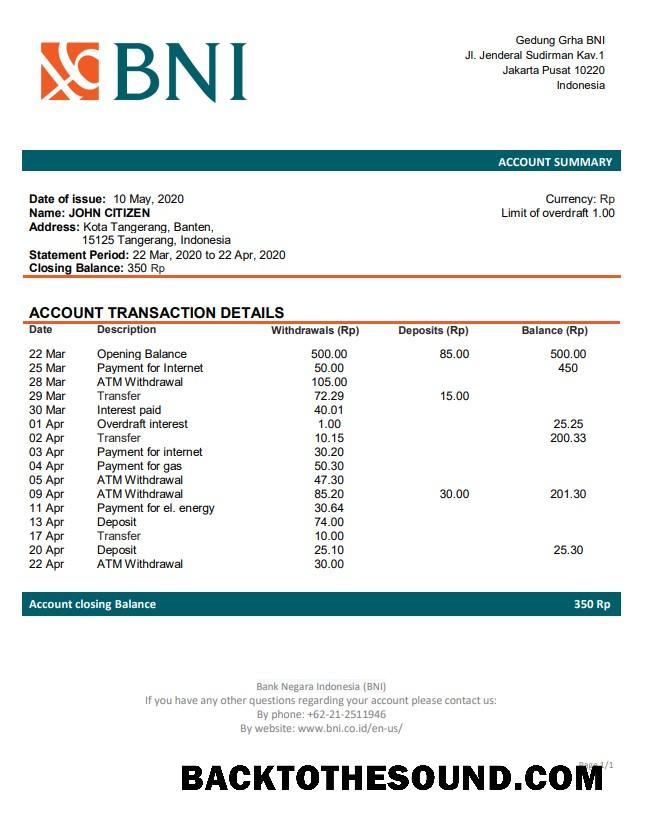 BNI
Gedung Grha BNI
Jl. Jenderal Sudirman Kav.1
Jakarta Pusat 10220
Indonesia
ACCOUNT SUMMARY
Date of issue: 10 May, 2020 Currency: Rp
Name: JOHN CITIZEN Limit of overdraft 1.00
Address: Kota Tangerang, Banten,
15125 Tangerang, Indonesia
Statement Period: 22 Mar, 2020 to 22 Apr, 2020
Closing Balance: 350 Rp
ACCOUNT TRANSACTION DETAILS
Date Description Withdrawals (Rp) Deposits (Rp) Balance (Rp)
22 Mar Opening Balance 500.00 85.00 500.00
25 Mar Payment for Internet 50.00 450
28 Mar ATM Withdrawal 105.00
29 Mar Transfer 72.29 15.00
30 Mar Interest paid 40.01
01 Apr Overdraft interest 1.00 25.25
02 Apr Transfer 10.15 200.33
03 Apr Payment for internet 30.20
04 Apr Payment for gas 50.30
05 Apr ATM Withdrawal 47.30
09 Apr ATM Withdrawal 85.20 30.00 201.30
11 Apr Payment for el. energy 30.64
13 Apr Deposit 74.00
17 Apr Transfer 10.00
20 Apr Deposit 25.10 25.30
22 Apr ATM Withdrawal 30.00
Account closing Balance 350 Rp
Bank Negara Indonesia (BNI)
If you have any other questions regarding your account please contact us:
By phone: +62-21-2511946
By website: www.bni.co.id/en-us/
Page 1/1
BACKTOTHESOUND.COM